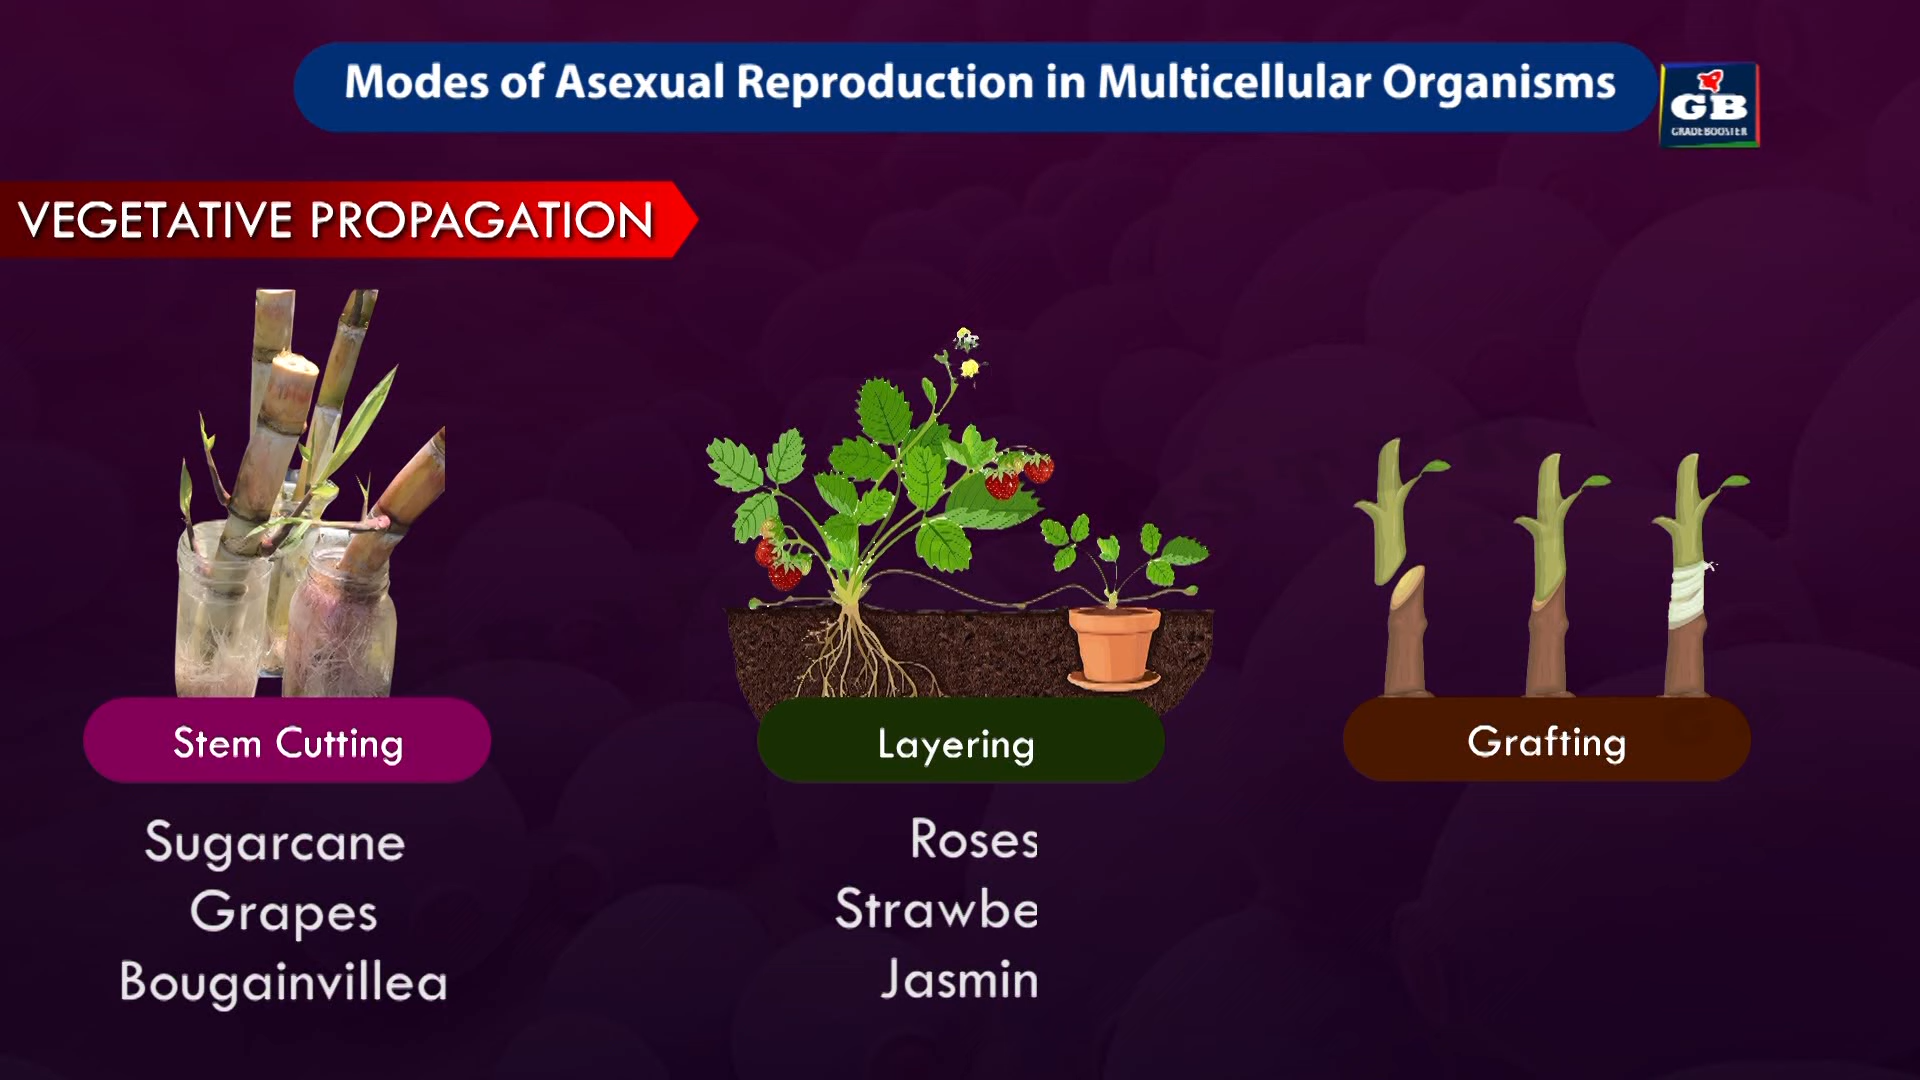 Modes of Asexual Reproduction in Multicellular Organisms
GB
GRADEBOOSTER
VEGETATIVE PROPAGATION
Stem Cutting
Layering
Grafting
Sugarcane
Grapes
Bougainvillea
Roses
Strawbe
Jasmin